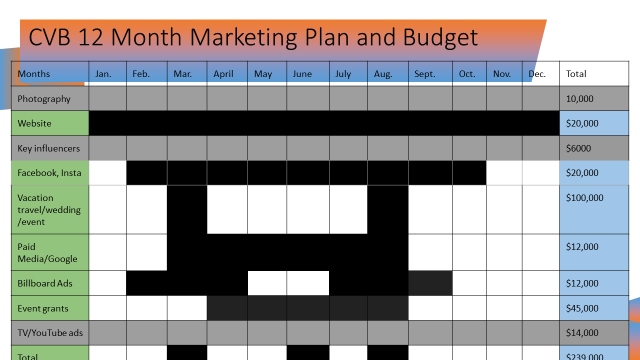 CVB 12 Month Marketing Plan and Budget
Months Jan. Feb. Mar. April May June July Aug. Sept. Oct. Nov. Dec. Total
Photography 10,000
Website $20,000
Key influencers $6000
Facebook, Insta $20,000
Vacation $100,000
travel/wedding
/event
Paid $12,000
Media/Google
Billboard Ads $12,000
Event grants $45,000
TV/YouTube ads $14,000
Total $239,000